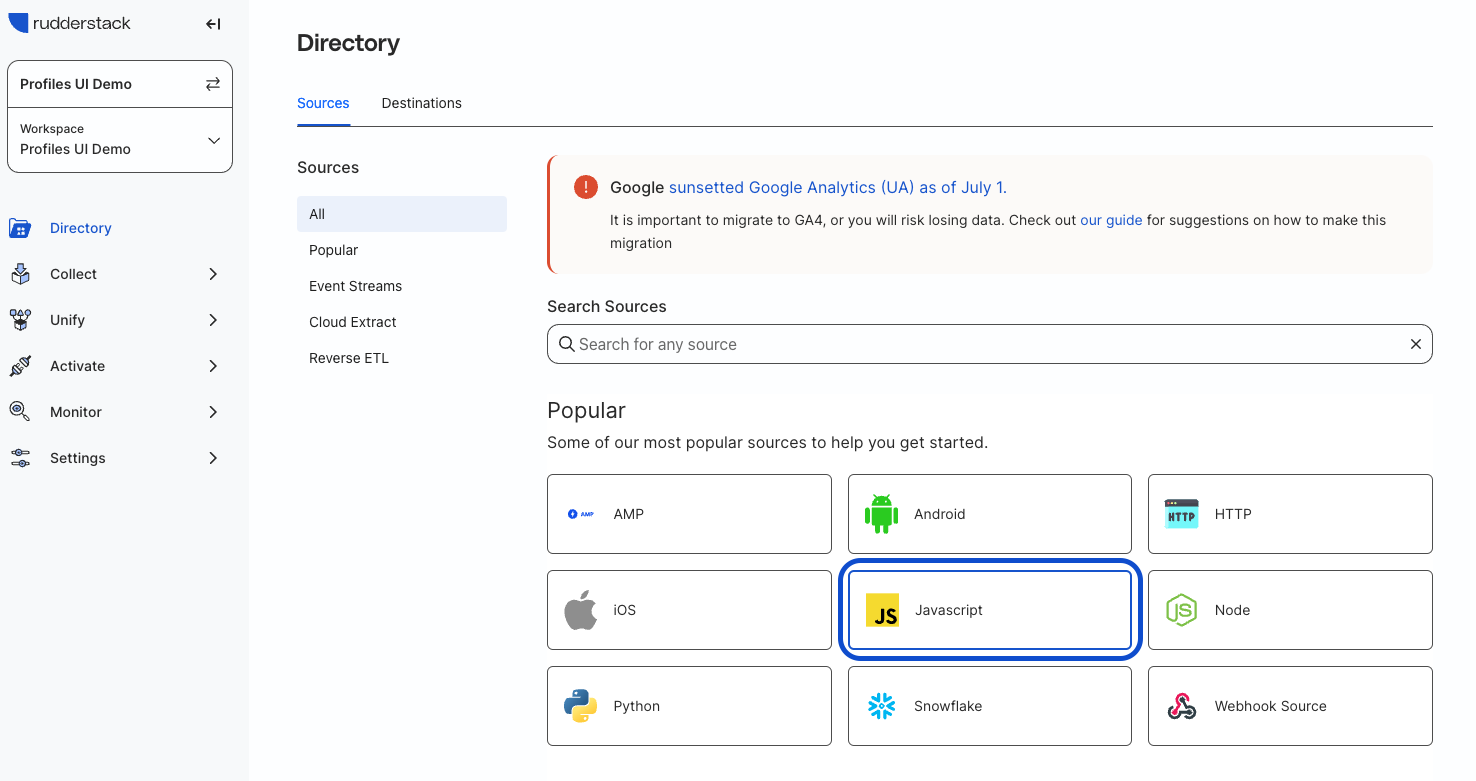 rudderstack
Profiles UI Demo
Workspace
Profiles UI Demo
Directory
Collect
Unify
Activate
Monitor
Settings
Directory
Sources
Destinations
Sources
All
Popular
Event Streams
Cloud Extract
Reverse ETL
Google sunsetted Google Analytics (UA) as of July 1.
It is important to migrate to GA4, or you will risk losing data. Check out our guide for suggestions on how to make this
migration
Search Sources
Search for any source
Popular
Some of our most popular sources to help you get started.
AMP AMP
Android
HTTP HTTP
iOS
JS Javascript
JS Node
Python
Snowflake
Webhook Source